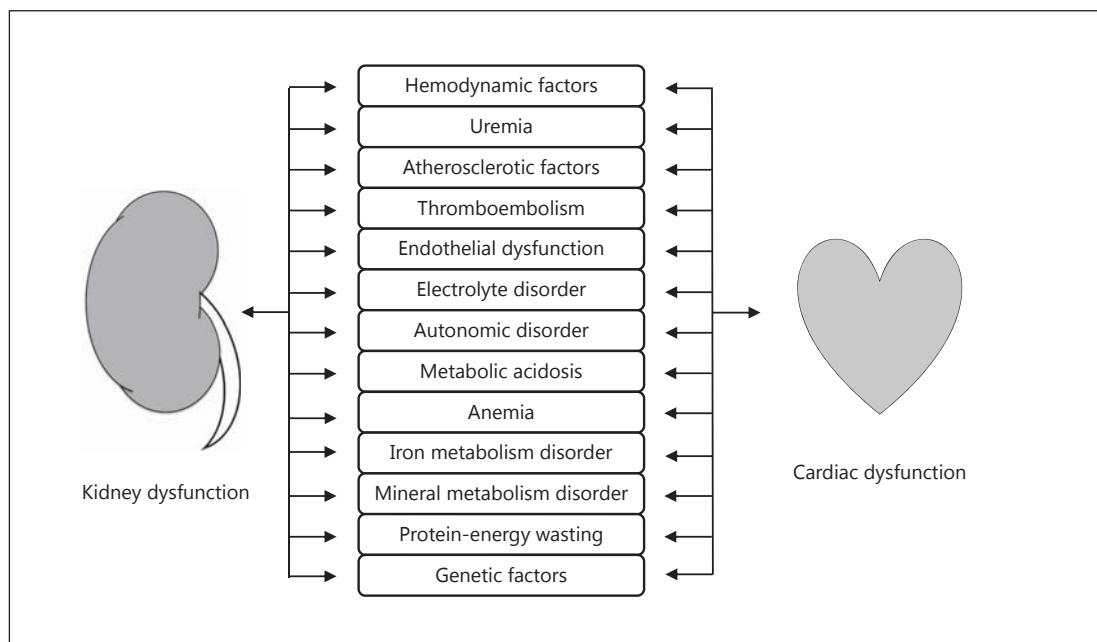 Hemodynamic factors
Uremia
Atherosclerotic factors
Thromboembolism
Endothelial dysfunction
Electrolyte disorder
Autonomic disorder
Metabolic acidosis
Anemia
Iron metabolism disorder
Mineral metabolism disorder
Protein-energy wasting
Genetic factors
Kidney dysfunction
Cardiac dysfunction